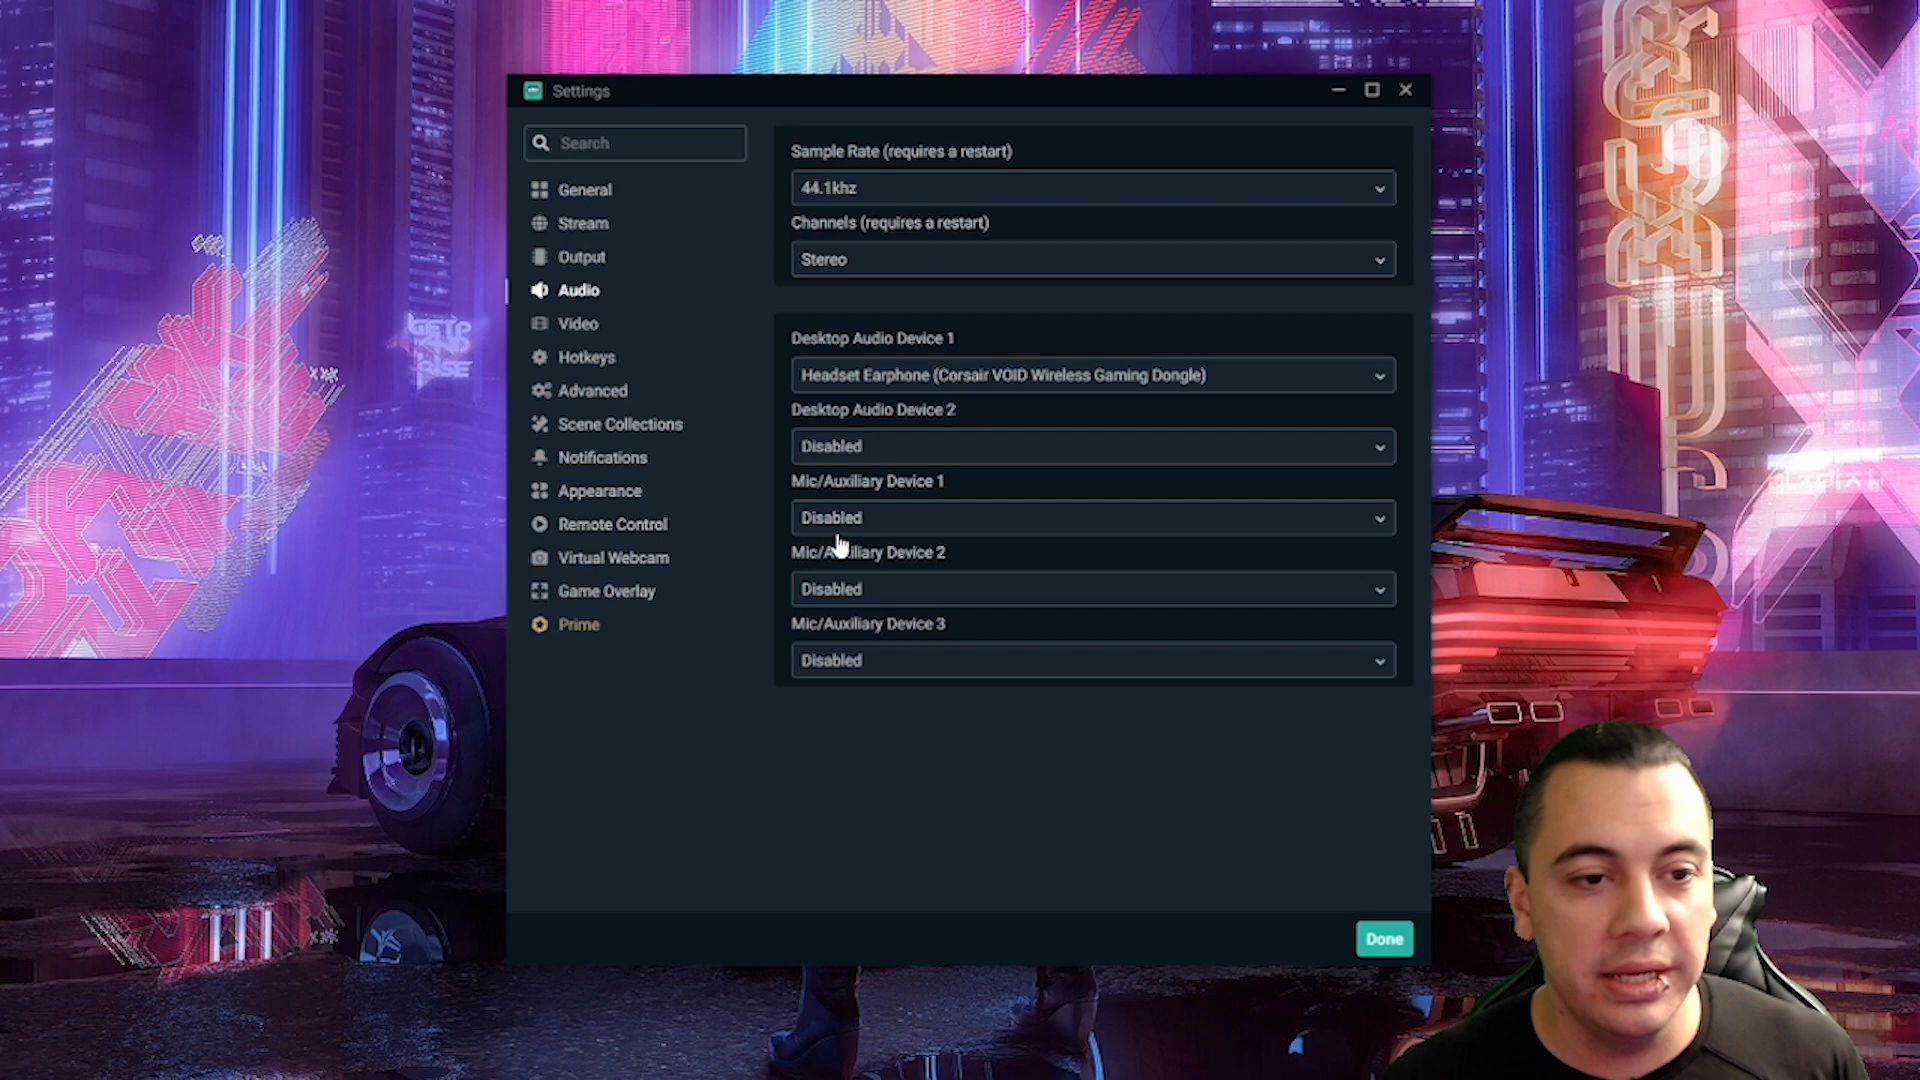 Settings
Search
General
Stream
Output
Audio
Video
Hotkeys
Advanced
Scene Collections
Notifications
Appearance
Remote Control
Virtual Webcam
Game Overlay
Prime
Sample Rate (requires a restart)
44.1khz
Channels (requires a restart)
Stereo
Desktop Audio Device 1
Headset Earphone (Corsair VOID Wireless Gaming Dongle)
Desktop Audio Device 2
Disabled
Mic/Auxiliary Device 1
Disabled
Mic/Auxiliary Device 2
Disabled
Mic/Auxiliary Device 3
Disabled
Done